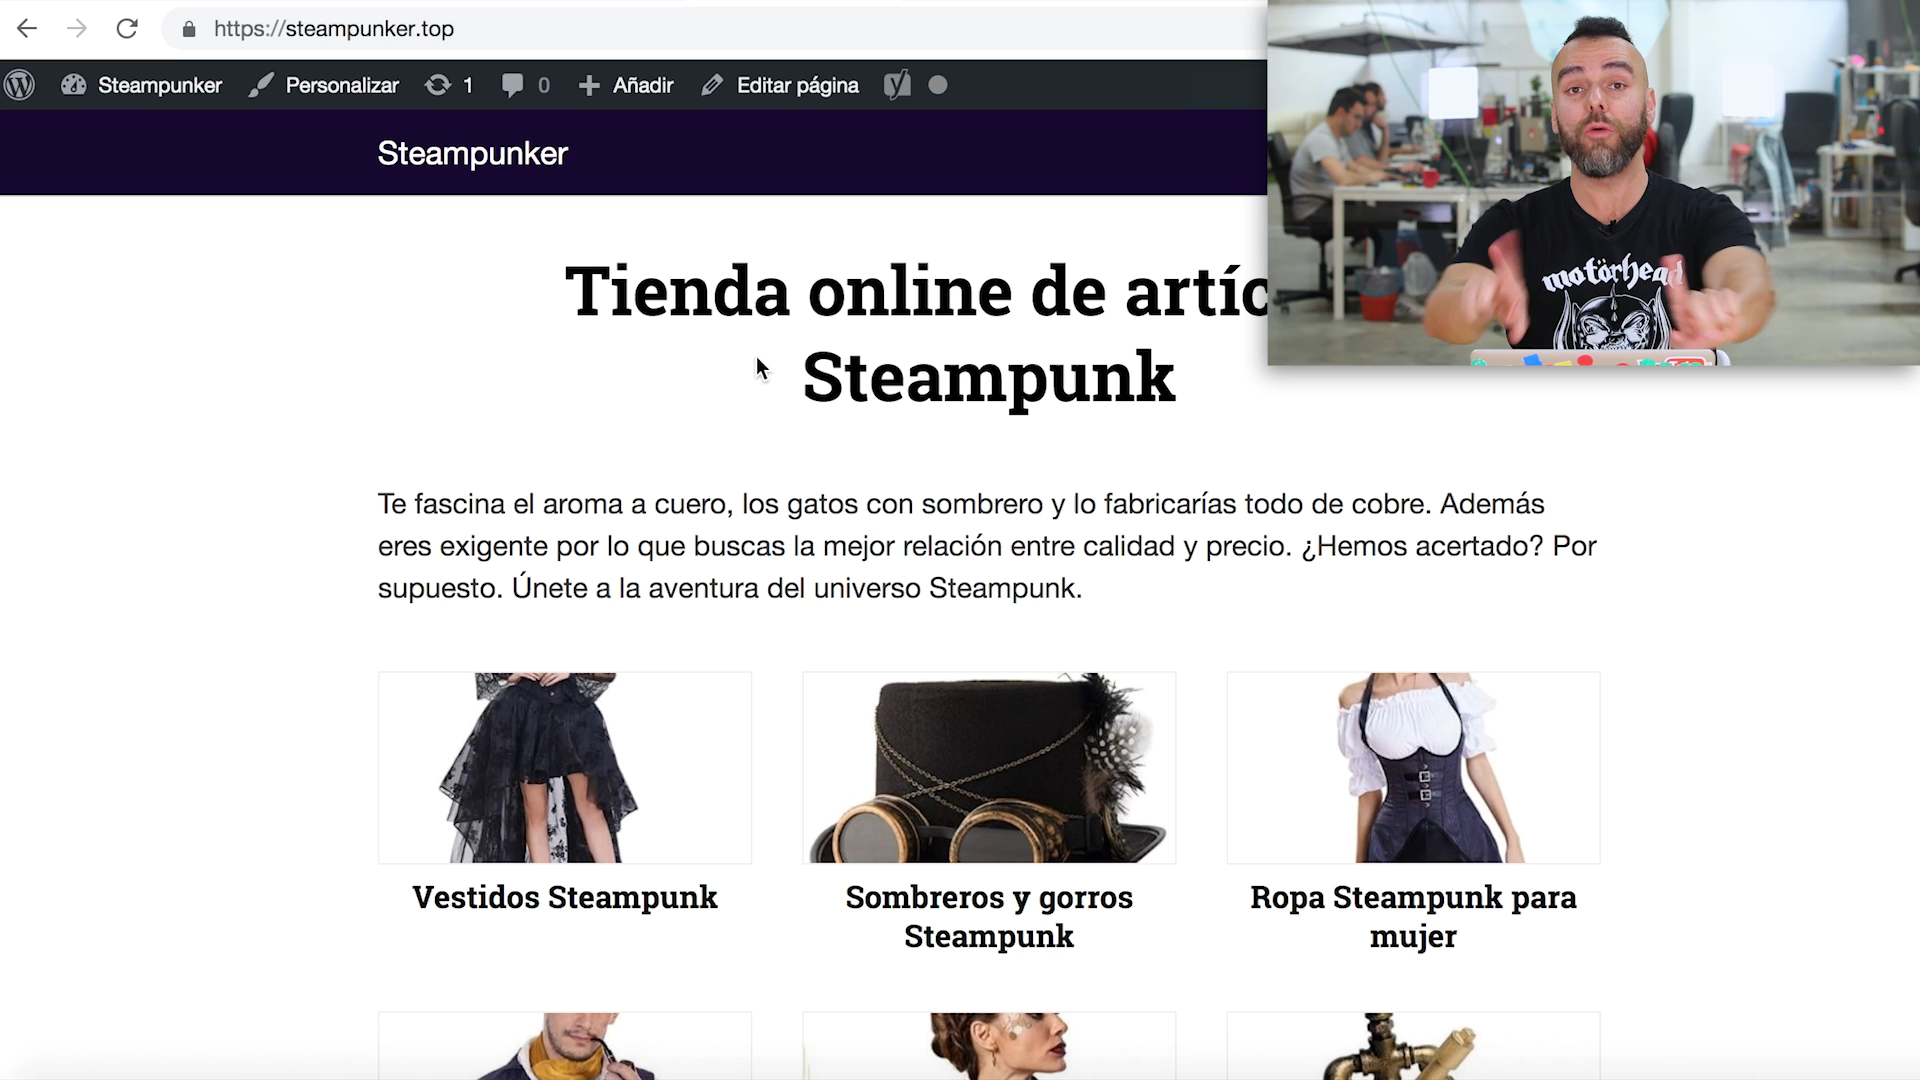 https://steampunker.top
Steampunker
Personalizar
1
0
Añadir
Editar página
Steampunker
Tienda online de artíc
Steampunk
motörhead
Te fascina el aroma a cuero, los gatos con sombrero y lo fabricarías todo de cobre. Además
eres exigente por lo que buscas la mejor relación entre calidad y precio. ¿Hemos acertado? Por
supuesto. Únete a la aventura del universo Steampunk.
Vestidos Steampunk
Sombreros y gorros
Steampunk
Ropa Steampunk para
mujer